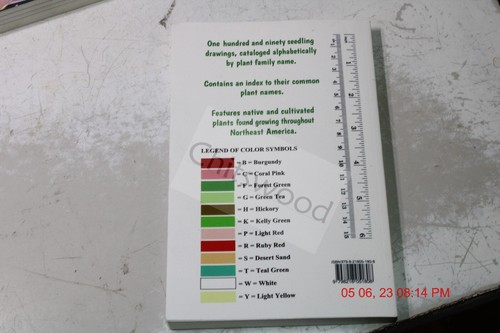 One hundred and ninety seedling
drawings, cataloged alphabetically
by plant family name.
Contains an index to their common
plant names.
Features native and cultivated
plants found growing throughout
Northeast America.
LEGEND OF COLOR SYMBOLS
= B = Burgundy
= C = Coral Pink
= F = Forest Green
= G = Green Tea
= H = Hickory
= K = Kelly Green
= P = Light Red
= R = Ruby Red
= S = Desert Sand
= T = Teal Green
= W = White
= Y = Light Yellow
Chriswood
05 06, 23 08:14 PM